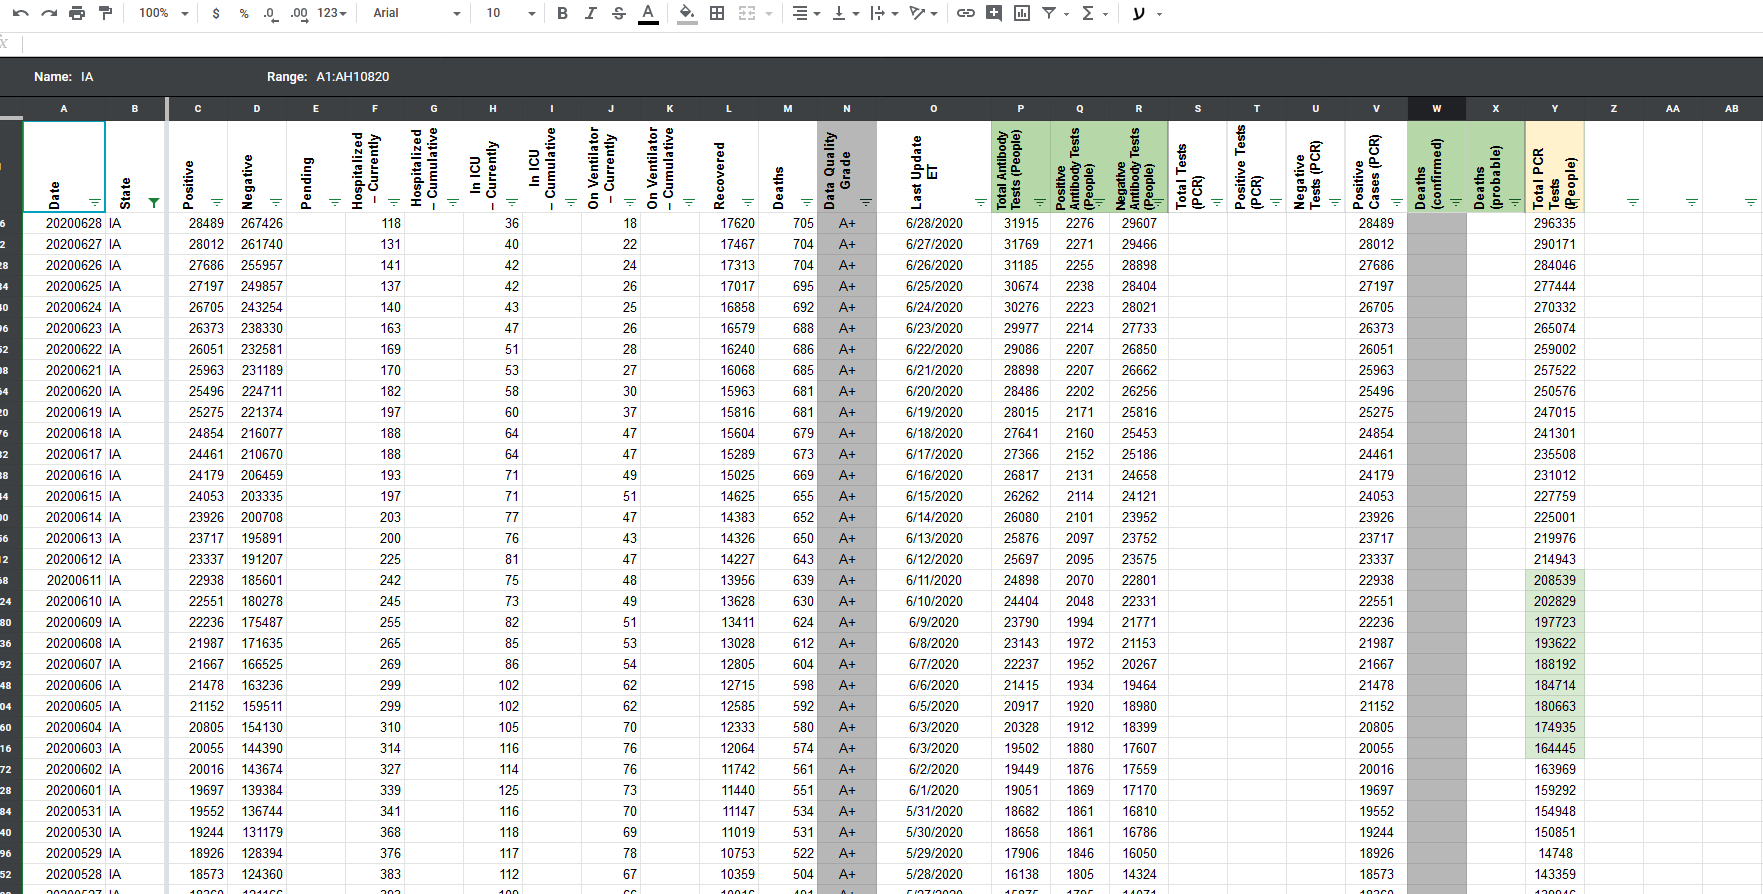 100% $ % .0 .00 123 Arial 10 B I S A
Name: IA Range: A1:AH10820
A B C D E F G H I J K L M N O P Q R S T U V W X Y Z AA AB
Date State Positive Negative Pending Hospitalized – Currently Hospitalized – Cumulative In ICU – Currently In ICU – Cumulative On Ventilator – Currently On Ventilator – Cumulative Recovered Deaths Data Quality Grade Last Update ET Total Antibody Tests (People) Positive Antibody Tests (People) Negative Antibody Tests (People) Total Tests (PCR) Positive Tests (PCR) Negative Tests (PCR) Positive Cases (PCR) Deaths (confirmed) Deaths (probable) Total PCR Tests (People)
20200628 IA 28489 267426 118 36 18 17620 705 A+ 6/28/2020 31915 2276 29607 28489 296335
20200627 IA 28012 261740 131 40 22 17467 704 A+ 6/27/2020 31769 2271 29466 28012 290171
20200626 IA 27686 255957 141 42 24 17313 704 A+ 6/26/2020 31185 2255 28898 27686 284046
20200625 IA 27197 249857 137 42 26 17017 695 A+ 6/25/2020 30674 2238 28404 27197 277444
20200624 IA 26705 243254 140 43 25 16858 692 A+ 6/24/2020 30276 2223 28021 26705 270332
20200623 IA 26373 238330 163 47 26 16579 688 A+ 6/23/2020 29977 2214 27733 26373 265074
20200622 IA 26051 232581 169 51 28 16240 686 A+ 6/22/2020 29086 2207 26850 26051 259002
20200621 IA 25963 231189 170 53 27 16068 685 A+ 6/21/2020 28898 2207 26662 25963 257522
20200620 IA 25496 224711 182 58 30 15963 681 A+ 6/20/2020 28486 2202 26256 25496 250576
20200619 IA 25275 221374 197 60 37 15816 681 A+ 6/19/2020 28015 2171 25816 25275 247015
20200618 IA 24854 216077 188 64 47 15604 679 A+ 6/18/2020 27641 2160 25453 24854 241301
20200617 IA 24461 210670 188 64 47 15289 673 A+ 6/17/2020 27366 2152 25186 24461 235508
20200616 IA 24179 206459 193 71 49 15025 669 A+ 6/16/2020 26817 2131 24658 24179 231012
20200615 IA 24053 203335 197 71 51 14625 655 A+ 6/15/2020 26262 2114 24121 24053 227759
20200614 IA 23926 200708 203 77 47 14383 652 A+ 6/14/2020 26080 2101 23952 23926 225001
20200613 IA 23717 195891 200 76 43 14326 650 A+ 6/13/2020 25876 2097 23752 23717 219976
20200612 IA 23337 191207 225 81 47 14227 643 A+ 6/12/2020 25697 2095 23575 23337 214943
20200611 IA 22938 185601 242 75 48 13956 639 A+ 6/11/2020 24898 2070 22801 22938 208539
20200610 IA 22551 180278 245 73 49 13628 630 A+ 6/10/2020 24404 2048 22331 22551 202829
20200609 IA 22236 175487 255 82 51 13411 624 A+ 6/9/2020 23790 1994 21771 22236 197723
20200608 IA 21987 171635 265 85 53 13028 612 A+ 6/8/2020 23143 1972 21153 21987 193622
20200607 IA 21667 166525 269 86 54 12805 604 A+ 6/7/2020 22237 1952 20267 21667 188192
20200606 IA 21478 163236 299 102 62 12715 598 A+ 6/6/2020 21415 1934 19464 21478 184714
20200605 IA 21152 159511 299 102 62 12585 592 A+ 6/5/2020 20917 1920 18980 21152 180663
20200604 IA 20805 154130 310 105 70 12333 580 A+ 6/3/2020 20328 1912 18399 20805 174935
20200603 IA 20055 144390 314 116 76 12064 574 A+ 6/3/2020 19502 1880 17607 20055 164445
20200602 IA 20016 143674 327 114 76 11742 561 A+ 6/2/2020 19449 1876 17559 20016 163969
20200601 IA 19697 139384 339 125 73 11440 551 A+ 6/1/2020 19051 1869 17170 19697 159292
20200531 IA 19552 136744 341 116 70 11147 534 A+ 5/31/2020 18682 1861 16810 19552 154948
20200530 IA 19244 131179 368 118 69 11019 531 A+ 5/30/2020 18658 1861 16786 19244 150851
20200529 IA 18926 128394 376 117 78 10753 522 A+ 5/29/2020 17906 1846 16050 18926 14748
20200528 IA 18573 124360 383 112 67 10359 504 A+ 5/28/2020 16138 1805 14324 18573 143359